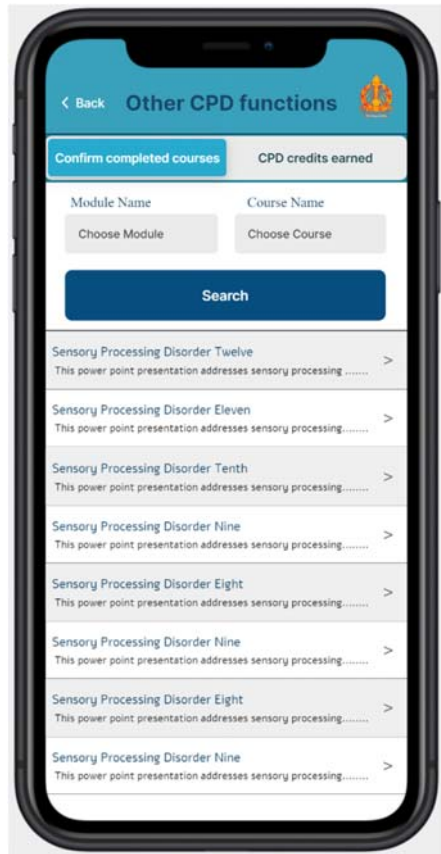 < Back Other CPD functions
Confirm completed courses CPD credits earned
Module Name Course Name
Choose Module Choose Course
Search
Sensory Processing Disorder Twelve
This power point presentation addresses sensory processing ....... >
Sensory Processing Disorder Eleven
This power point presentation addresses sensory processing........ >
Sensory Processing Disorder Tenth
This power point presentation addresses sensory processing........ >
Sensory Processing Disorder Nine
This power point presentation addresses sensory processing........ >
Sensory Processing Disorder Eight
This power point presentation addresses sensory processing........ >
Sensory Processing Disorder Nine
This power point presentation addresses sensory processing........ >
Sensory Processing Disorder Eight
This power point presentation addresses sensory processing........ >
Sensory Processing Disorder Nine
This power point presentation addresses sensory processing........ >